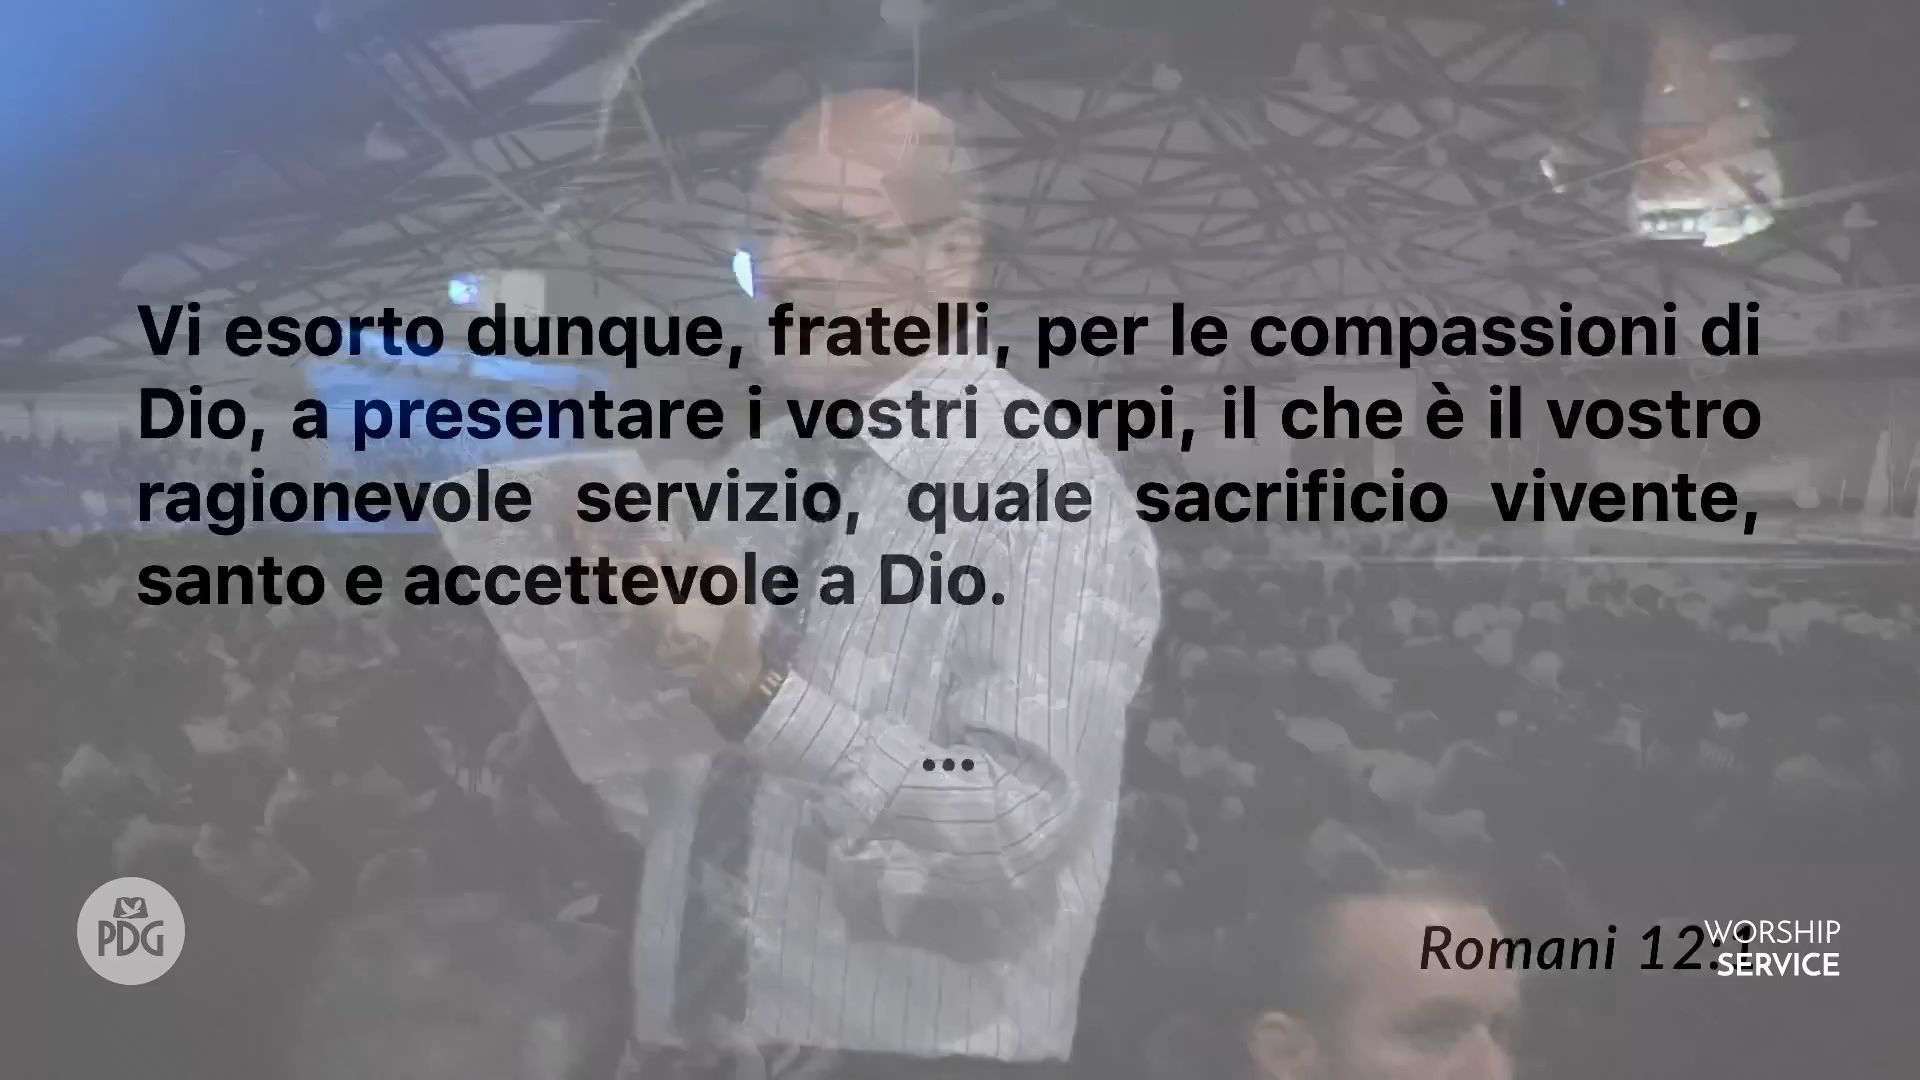 Vi esorto dunque, fratelli, per le compassioni di
Dio, a presentare i vostri corpi, il che è il vostro
ragionevole servizio, quale sacrificio vivente,
santo e accettevole a Dio.
...
PDG
Romani 12:1
WORSHIP
SERVICE